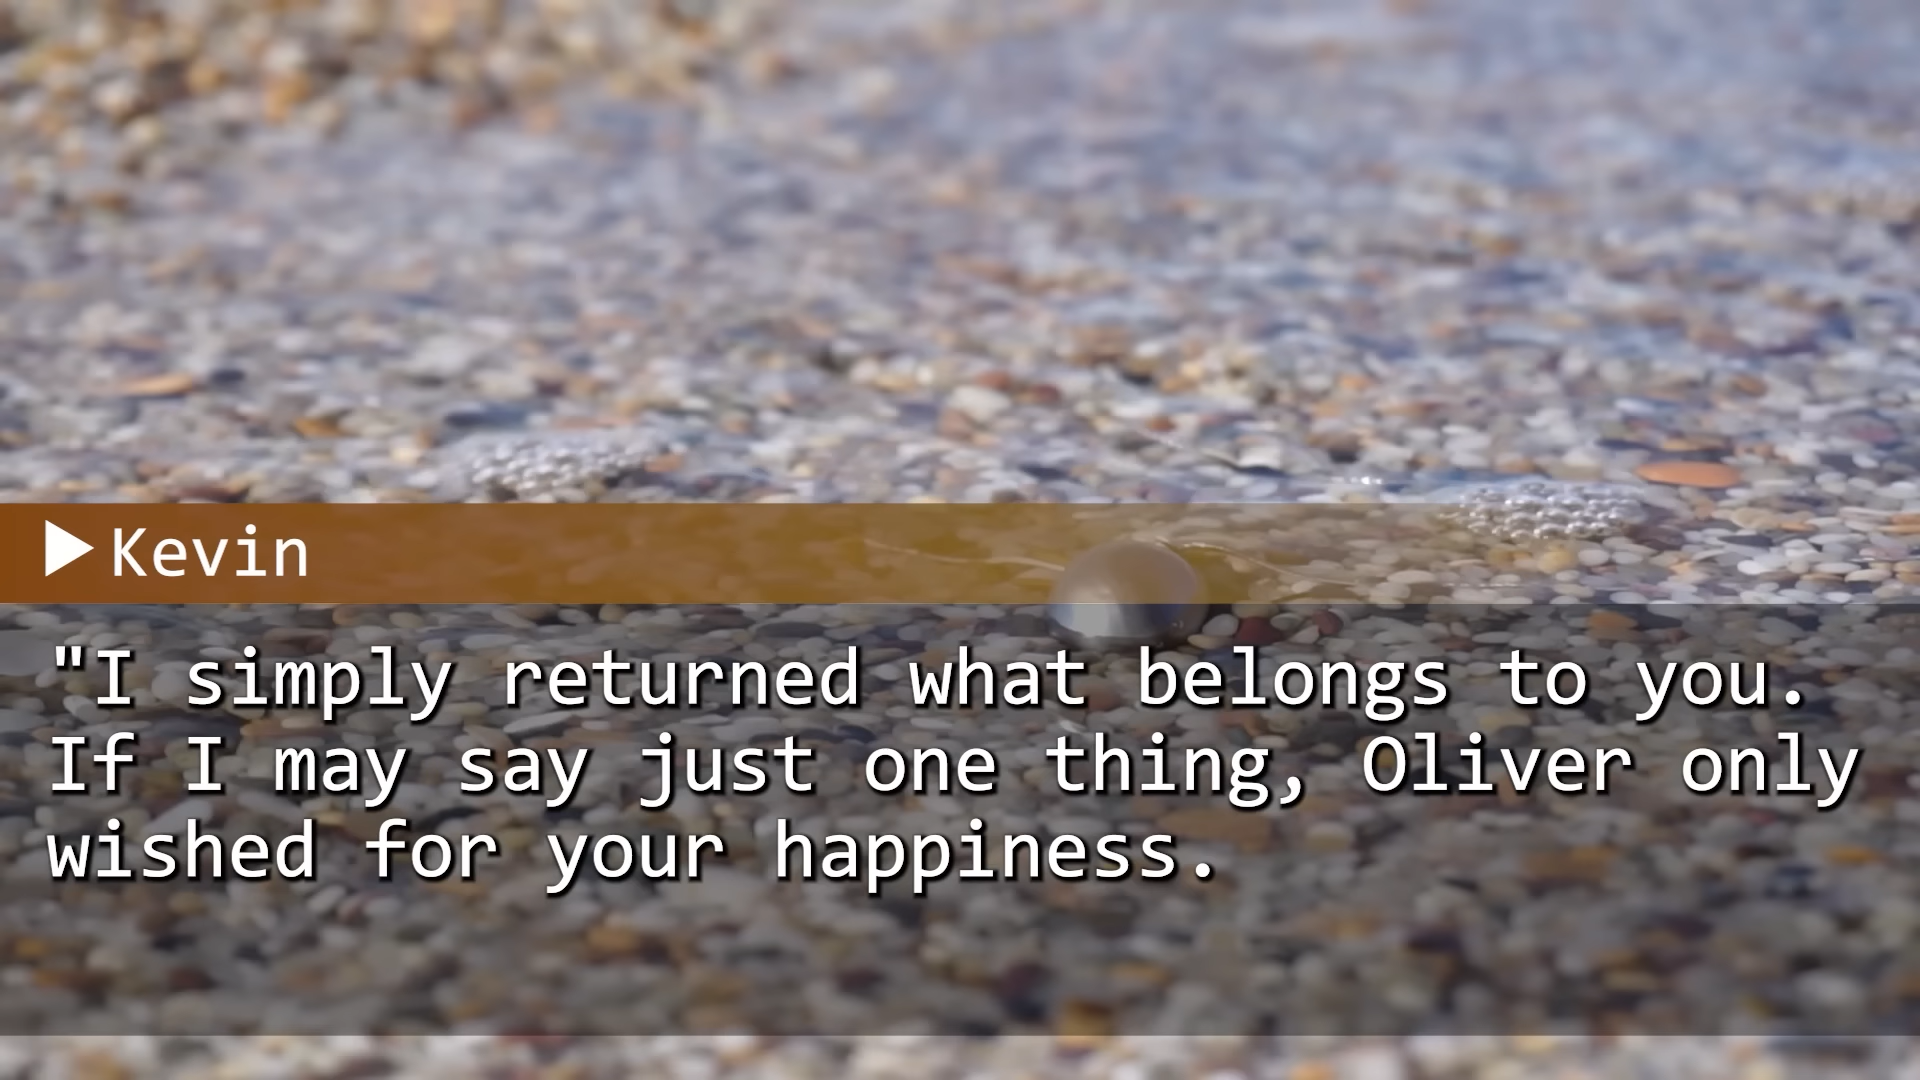 Kevin
"I simply returned what belongs to you.
If I may say just one thing, Oliver only
wished for your happiness.